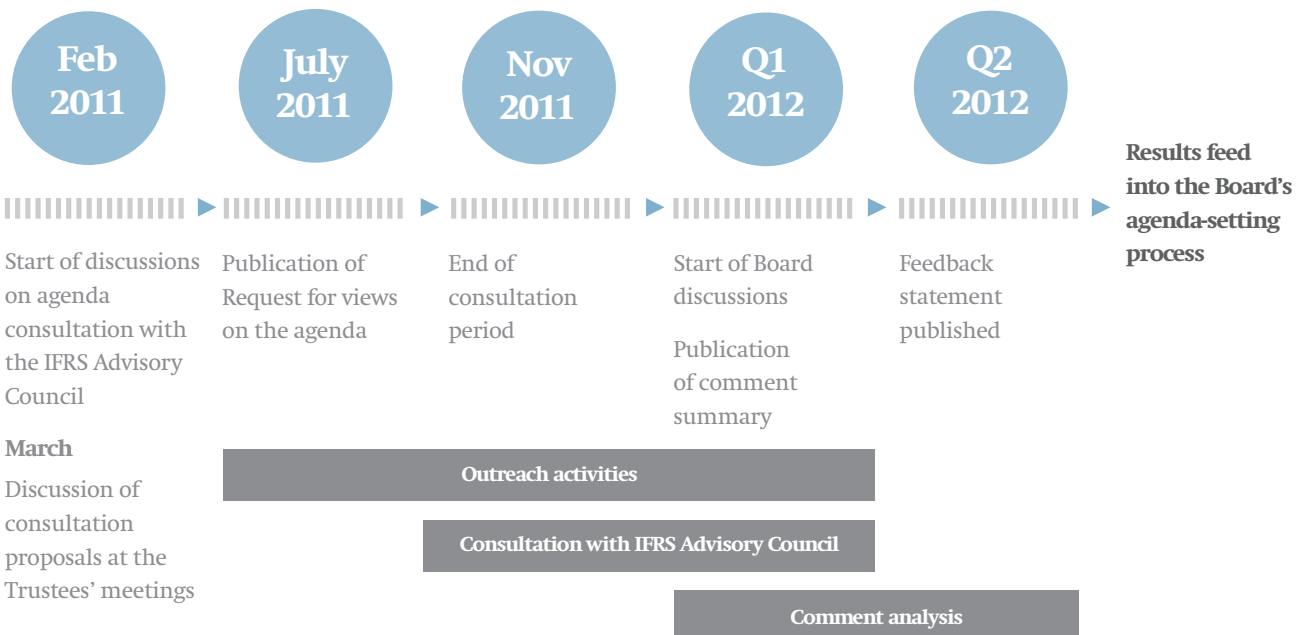 Feb
2011
July
2011
Nov
2011
Q1
2012
Q2
2012
Results feed
into the Board’s
agenda-setting
process
Start of discussions
on agenda
consultation with
the IFRS Advisory
Council
March
Discussion of
consultation
proposals at the
Trustees’ meetings
Publication of
Request for views
on the agenda
End of
consultation
period
Start of Board
discussions
Publication
of comment
summary
Feedback
statement
published
Outreach activities
Consultation with IFRS Advisory Council
Comment analysis